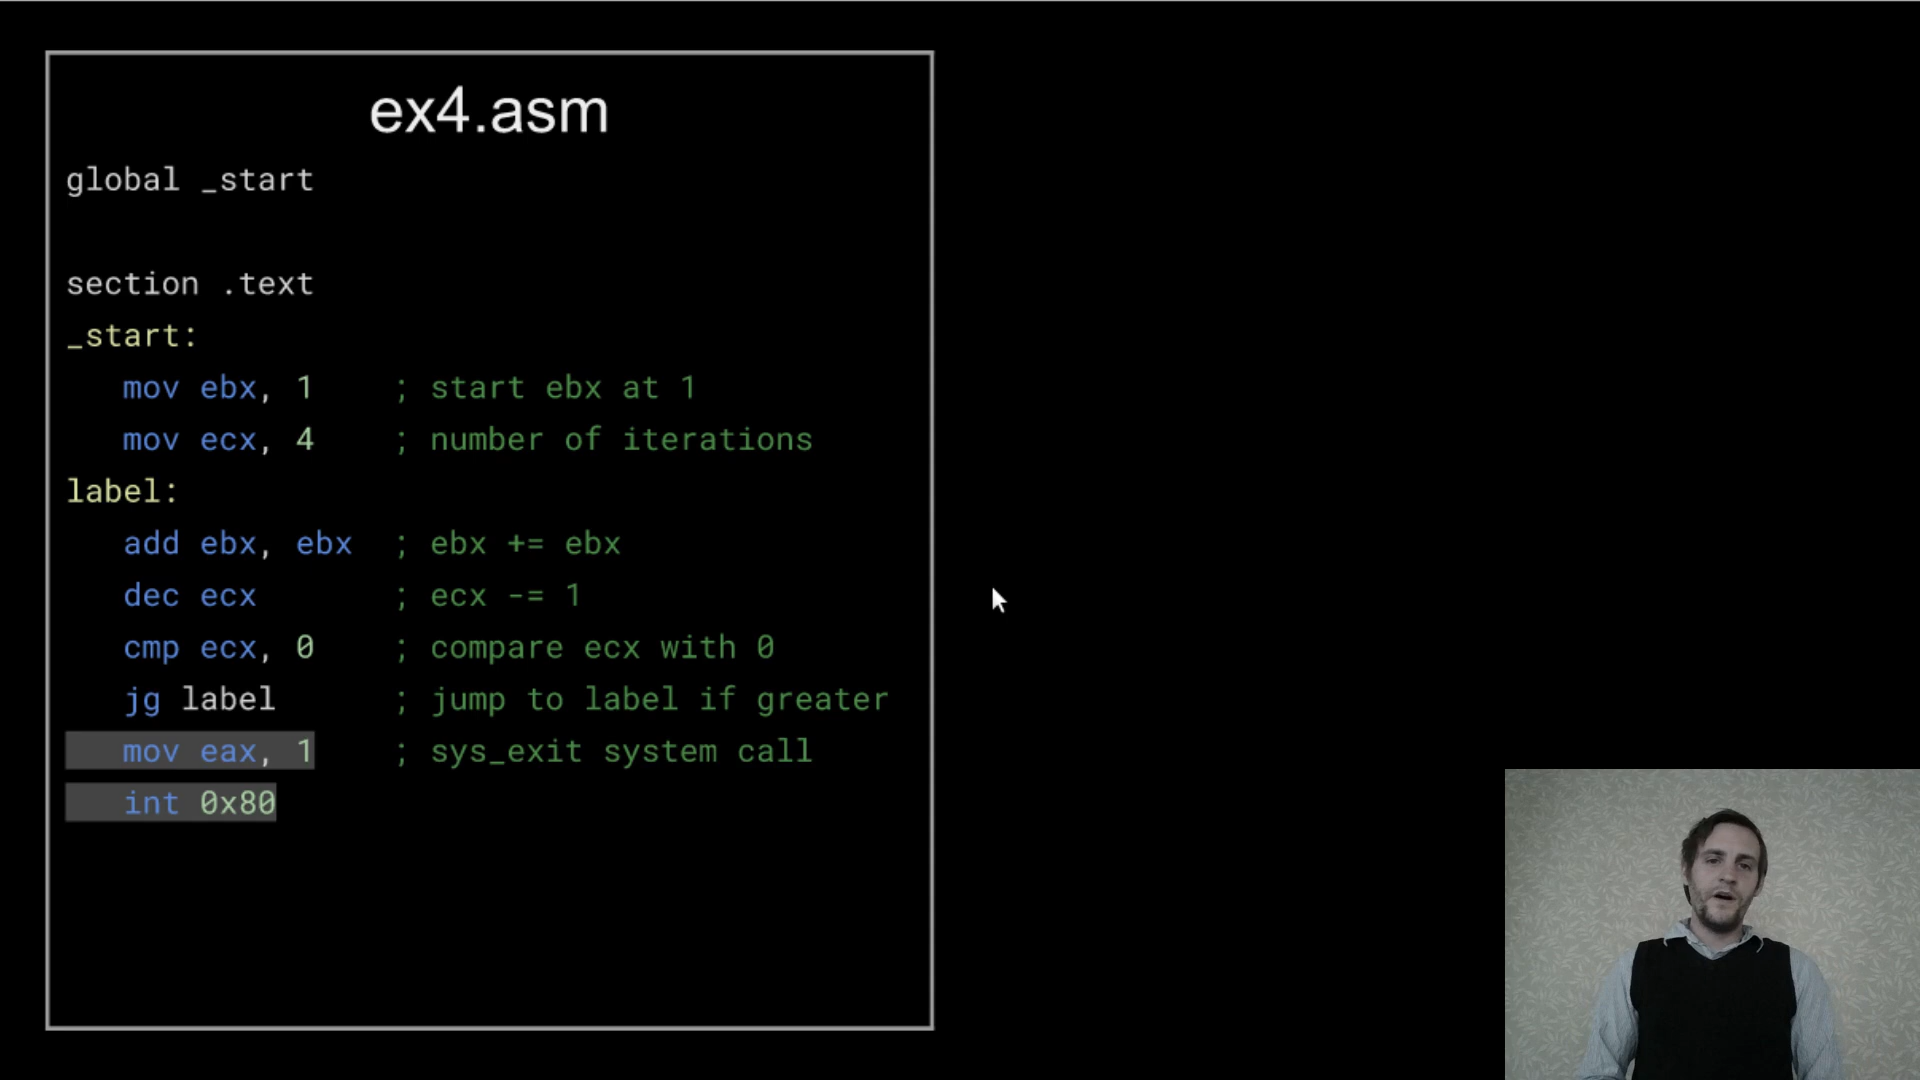 ex4.asm
global _start
section .text
_start:
mov ebx, 1 ; start ebx at 1
mov ecx, 4 ; number of iterations
label:
add ebx, ebx ; ebx += ebx
dec ecx ; ecx -= 1
cmp ecx, 0 ; compare ecx with 0
jg label ; jump to label if greater
mov eax, 1 ; sys_exit system call
int 0x80